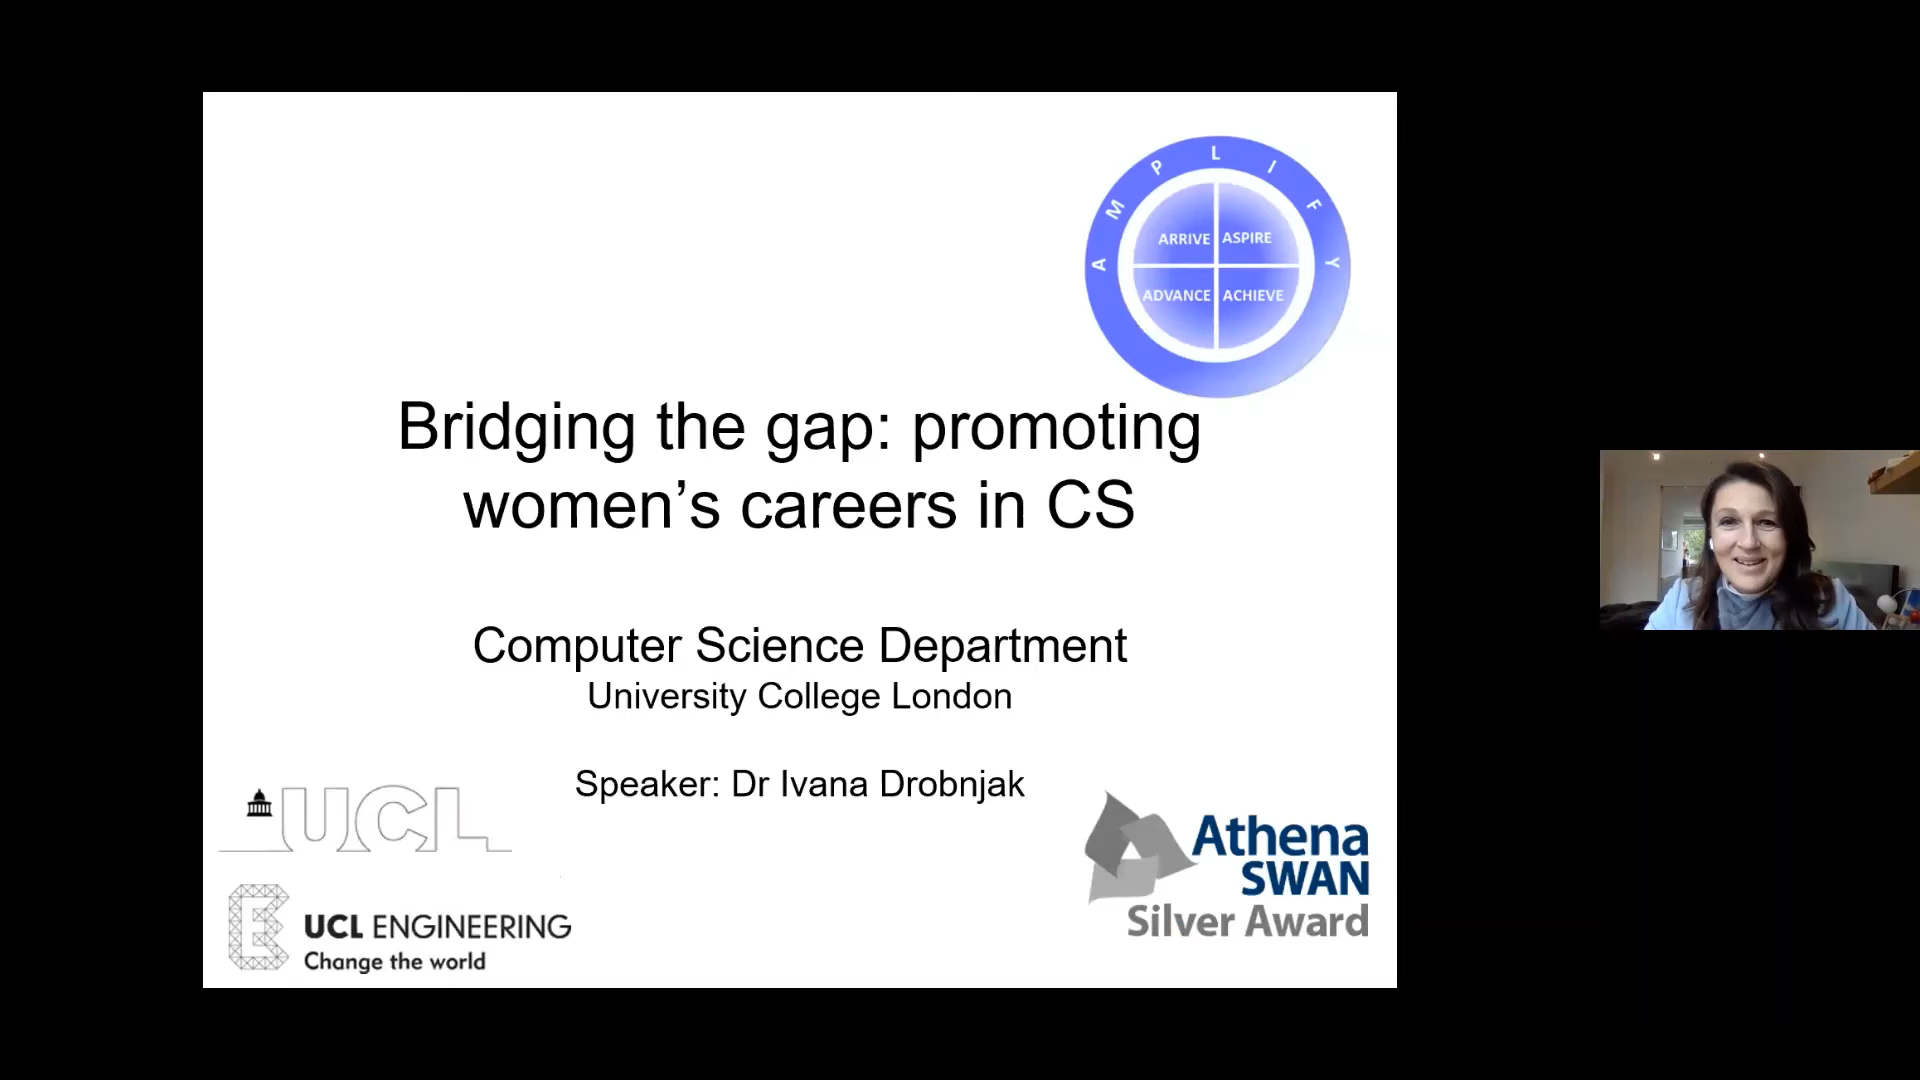 AMPLIFY
ARRIVE ASPIRE
ADVANCE ACHIEVE
Bridging the gap: promoting
women’s careers in CS
Computer Science Department
University College London
Speaker: Dr Ivana Drobnjak
UCL
UCL ENGINEERING
Change the world
Athena
SWAN
Silver Award